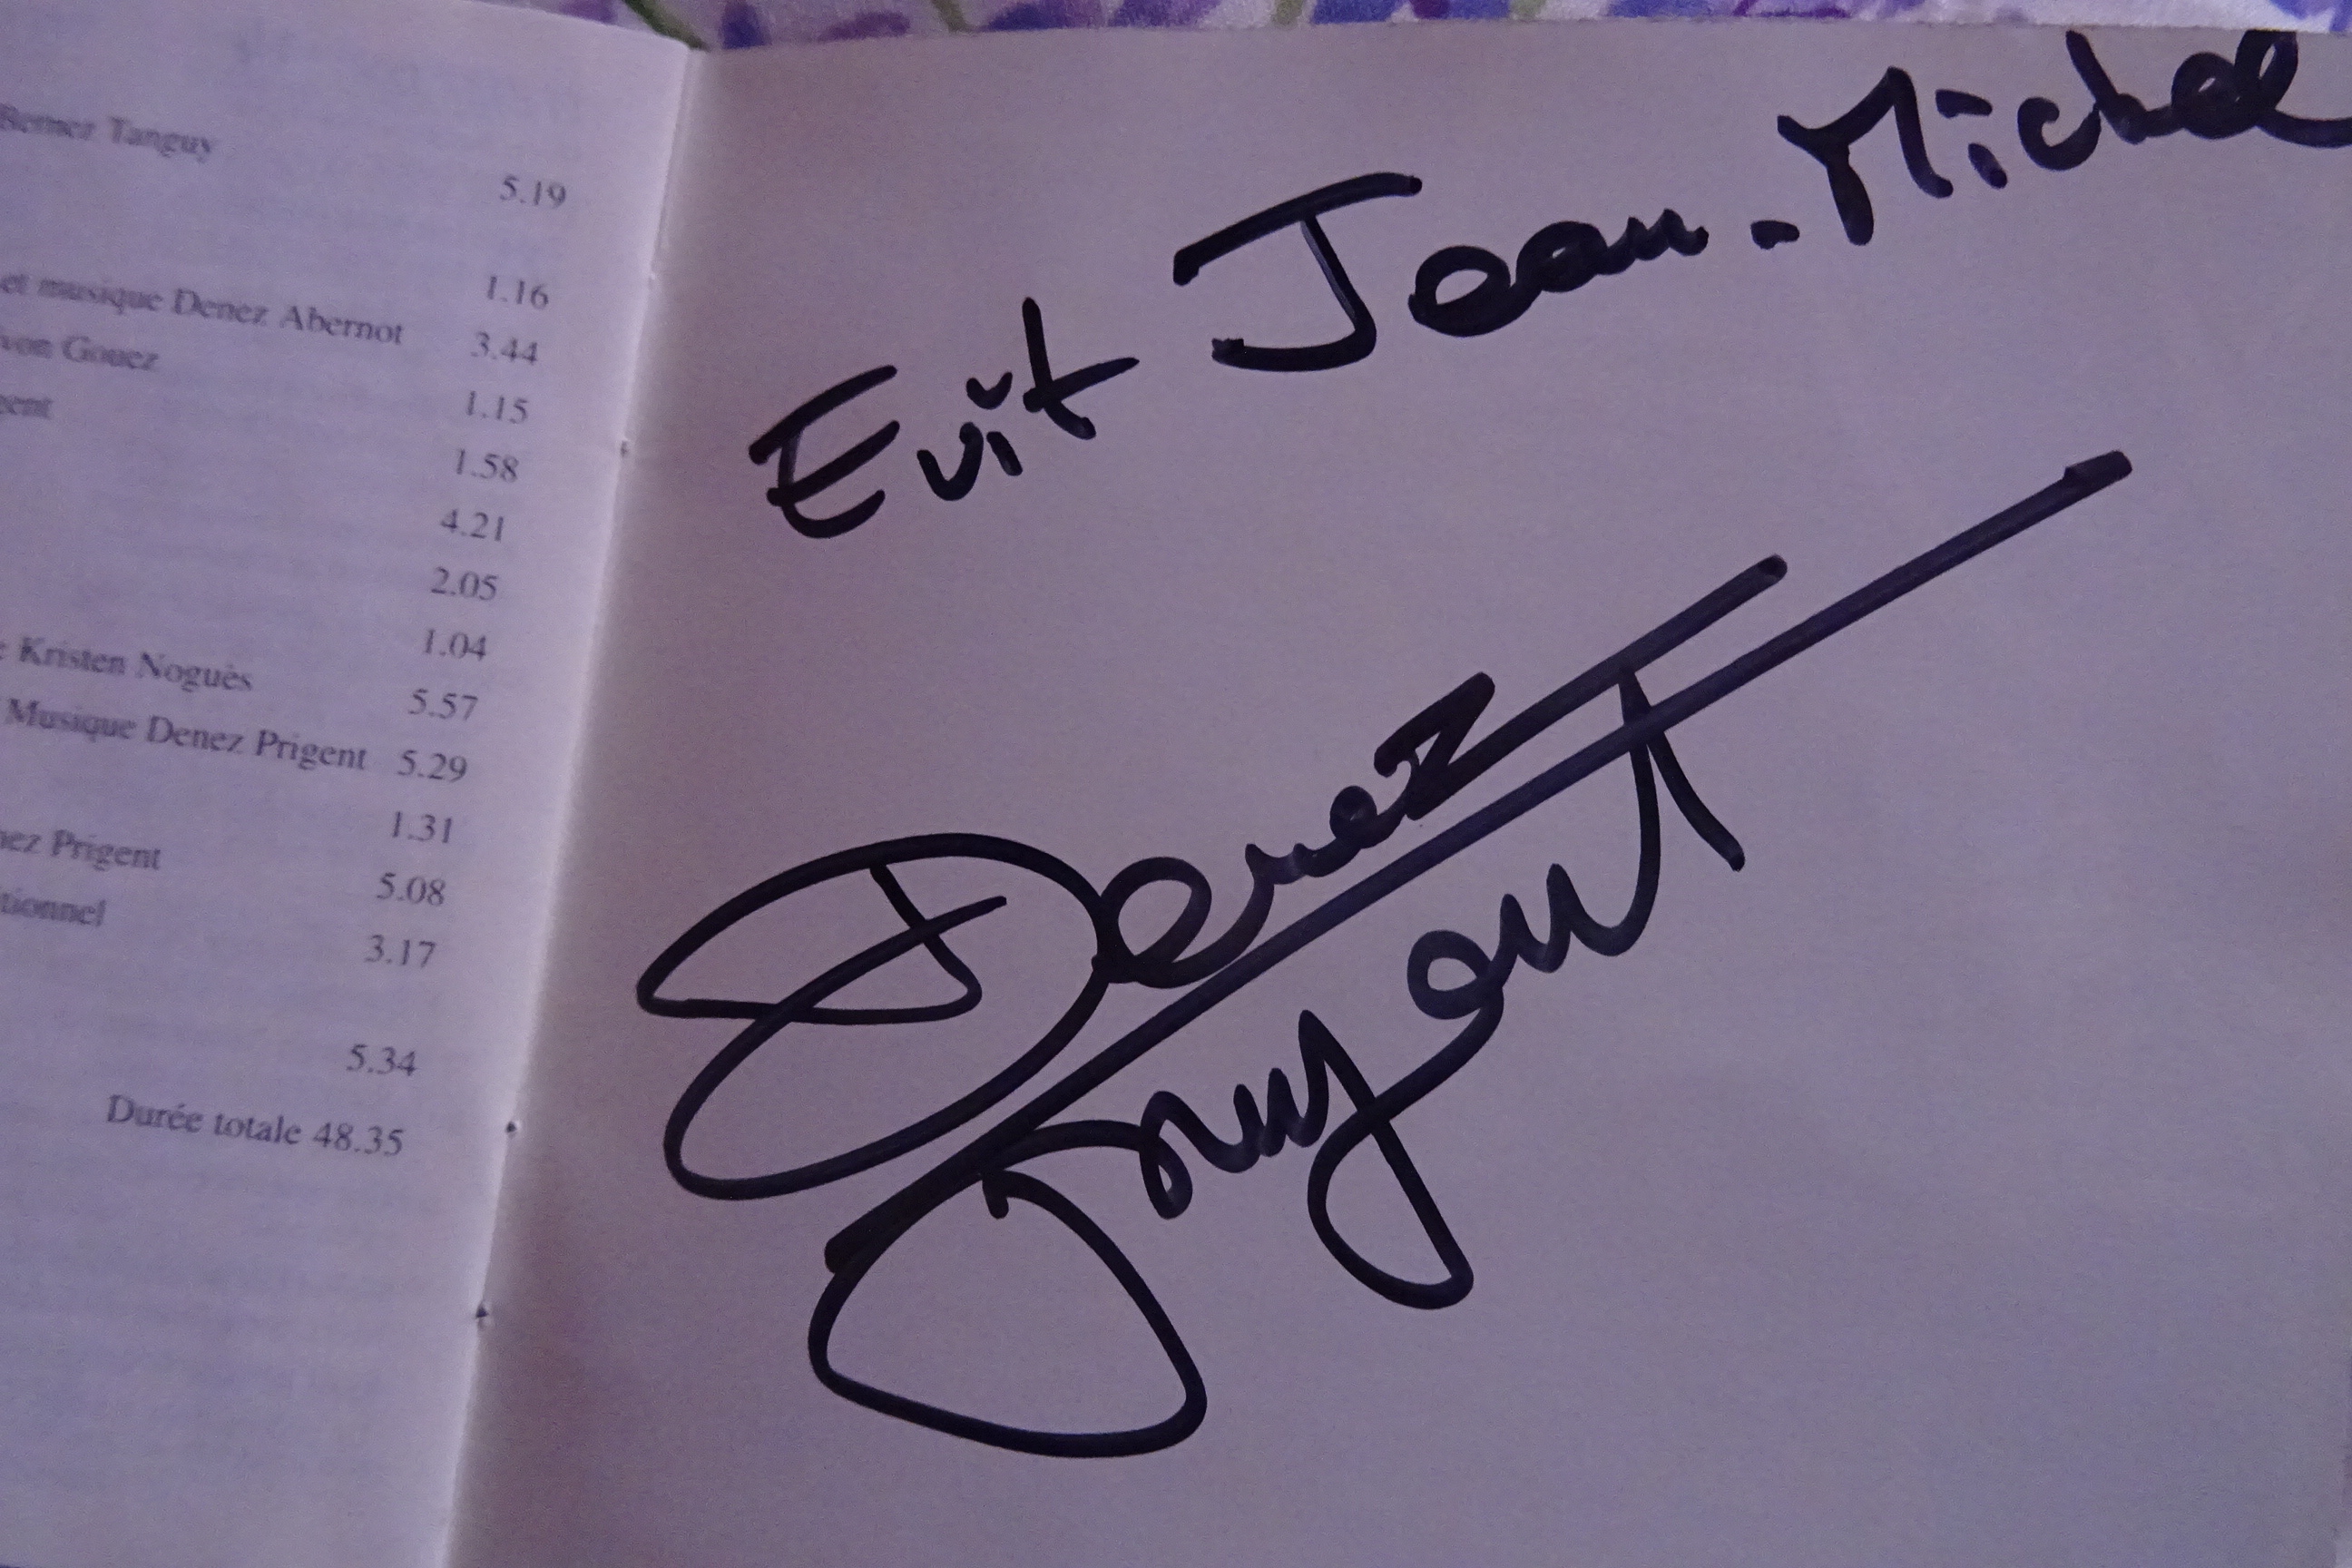 Bernez Tanguy
5.19
1.16
et musique Denez Abernot 3.44
von Gouez 1.15
gent 1.58
4.21
2.05
1.04
: Kristen Noguès 5.57
Musique Denez Prigent 5.29
1.31
nez Prigent 5.08
tionnel 3.17
5.34
Durée totale 48.35
Evit Jean-Michel
Denez
Prigent